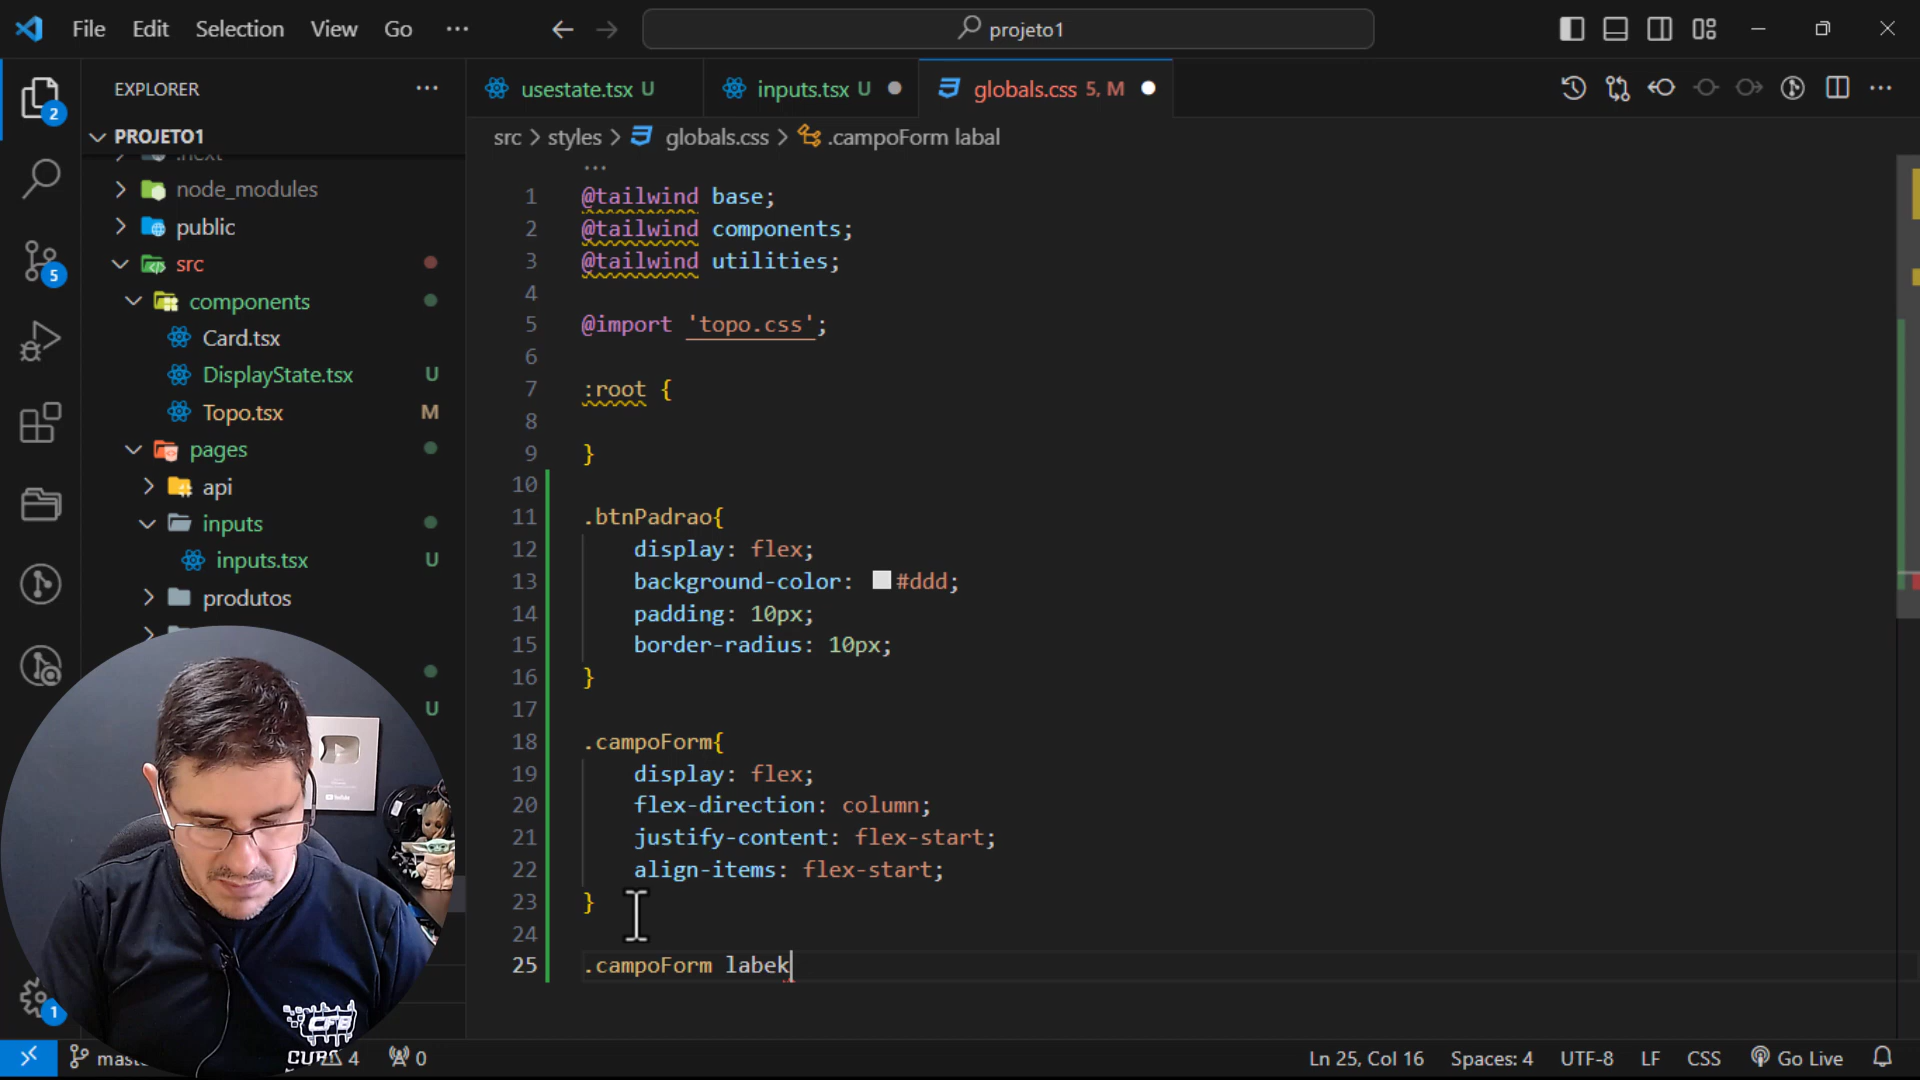 File Edit Selection View Go ··· projeto1
EXPLORER ···
PROJETO1
.next
node_modules
public
src
components
Card.tsx
DisplayState.tsx U
Topo.tsx M
pages
api
inputs
inputs.tsx U
produtos
U
2
5
1
usestate.tsx U inputs.tsx U globals.css 5, M ···
src > styles > globals.css > .campoForm labal
···
1 @tailwind base;
2 @tailwind components;
3 @tailwind utilities;
4
5 @import 'topo.css';
6
7 :root {
8
9 }
10
11 .btnPadrao{
12 display: flex;
13 background-color: #ddd;
14 padding: 10px;
15 border-radius: 10px;
16 }
17
18 .campoForm{
19 display: flex;
20 flex-direction: column;
21 justify-content: flex-start;
22 align-items: flex-start;
23 }
24
25 .campoForm labek
CFB
4 0 Ln 25, Col 16 Spaces: 4 UTF-8 LF CSS Go Live